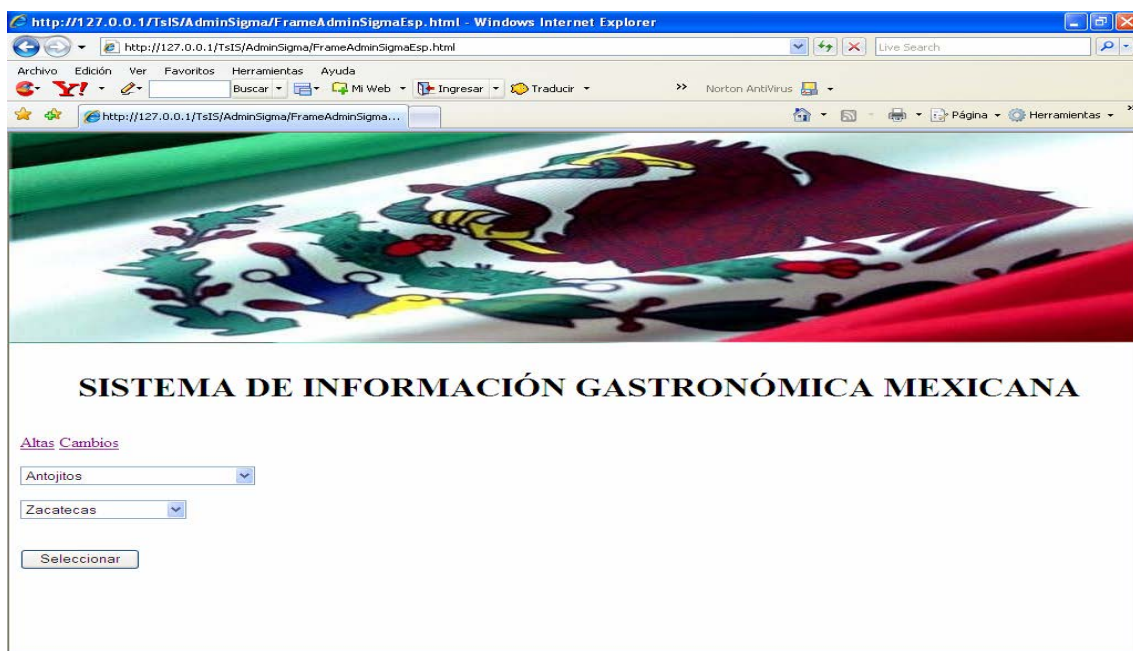 http://127.0.0.1/TsIS/AdminSigma/FrameAdminSigmaEsp.html - Windows Internet Explorer
http://127.0.0.1/TsIS/AdminSigma/FrameAdminSigmaEsp.html Live Search
Archivo Edición Ver Favoritos Herramientas Ayuda
Y! Buscar Mi Web Ingresar Traducir >> Norton AntiVirus
http://127.0.0.1/TsIS/AdminSigma/FrameAdminSigma... Página Herramientas »
SISTEMA DE INFORMACIÓN GASTRONÓMICA MEXICANA
Altas Cambios
Antojitos
Zacatecas
Seleccionar